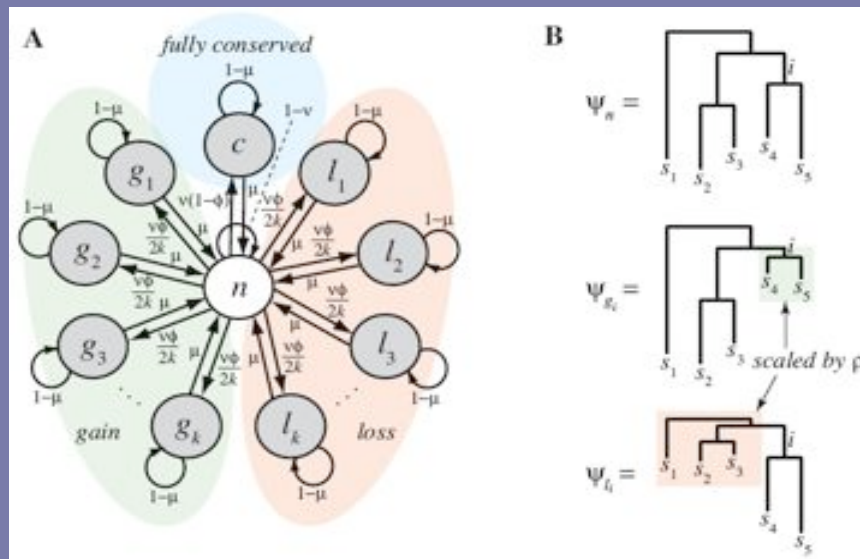 A
fully conserved
1−μ
c
1−ν
1−μ
g1
1−μ
l1
ν(1−ϕ)
μ
νϕ/2k
μ
μ
1−μ
g2
1−μ
l2
νϕ/2k
μ
νϕ/2k
μ
n
νϕ/2k
μ
νϕ/2k
μ
1−μ
g3
1−μ
l3
νϕ/2k
μ
νϕ/2k
μ
νϕ/2k
. . .
. . .
gain
gk
lk
loss
1−μ
1−μ
B
Ψn =
i
s1
s2
s3
s4
s5
Ψgi
i
s4
s5
s1
s2
s3
scaled by ρ
Ψli =
i
s1
s2
s3
s4
s5